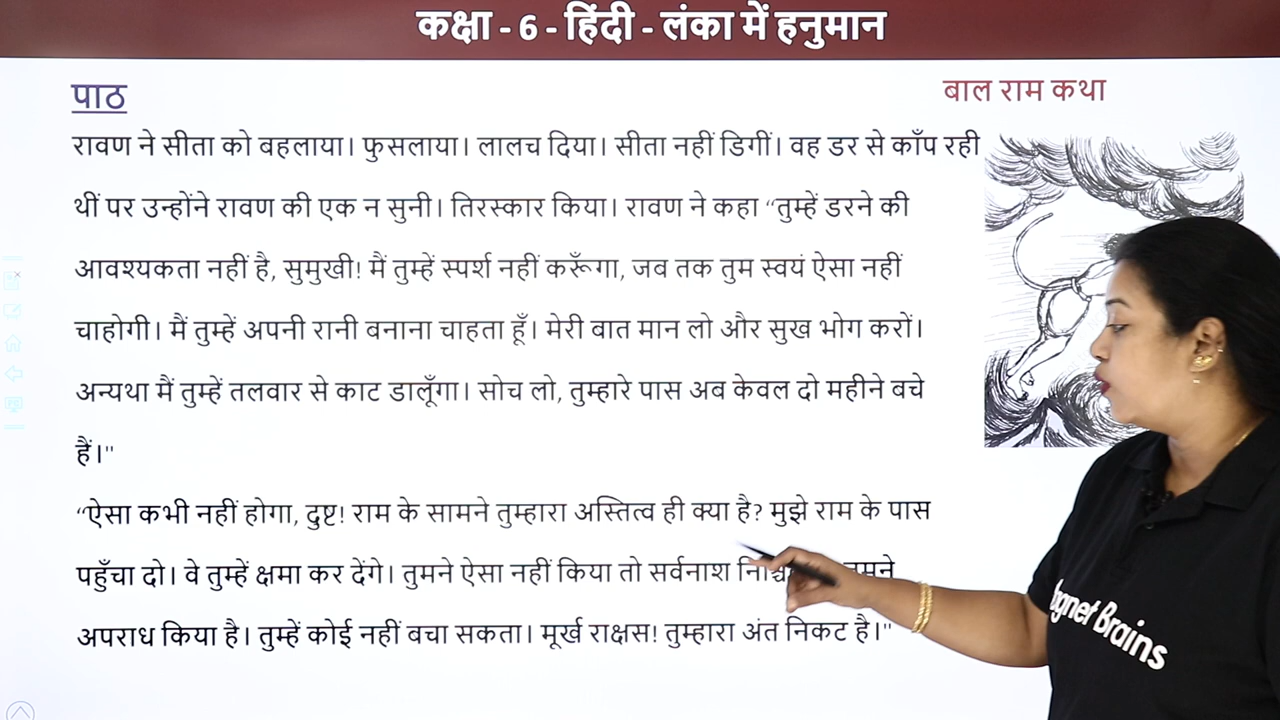 कक्षा - 6 - हिंदी - लंका में हनुमान
पाठ
बाल राम कथा
रावण ने सीता को बहलाया। फुसलाया। लालच दिया। सीता नहीं डिगीं। वह डर से काँप रही
थीं पर उन्होंने रावण की एक न सुनी। तिरस्कार किया। रावण ने कहा “तुम्हें डरने की
आवश्यकता नहीं है, सुमुखी! मैं तुम्हें स्पर्श नहीं करूँगा, जब तक तुम स्वयं ऐसा नहीं
चाहोगी। मैं तुम्हें अपनी रानी बनाना चाहता हूँ। मेरी बात मान लो और सुख भोग करों।
अन्यथा मैं तुम्हें तलवार से काट डालूँगा। सोच लो, तुम्हारे पास अब केवल दो महीने बचे
हैं।"
“ऐसा कभी नहीं होगा, दुष्ट! राम के सामने तुम्हारा अस्तित्व ही क्या है? मुझे राम के पास
पहुँचा दो। वे तुम्हें क्षमा कर देंगे। तुमने ऐसा नहीं किया तो सर्वनाश तुमने
अपराध किया है। तुम्हें कोई नहीं बचा सकता। मूर्ख राक्षस! तुम्हारा अंत निकट है।"
Brains